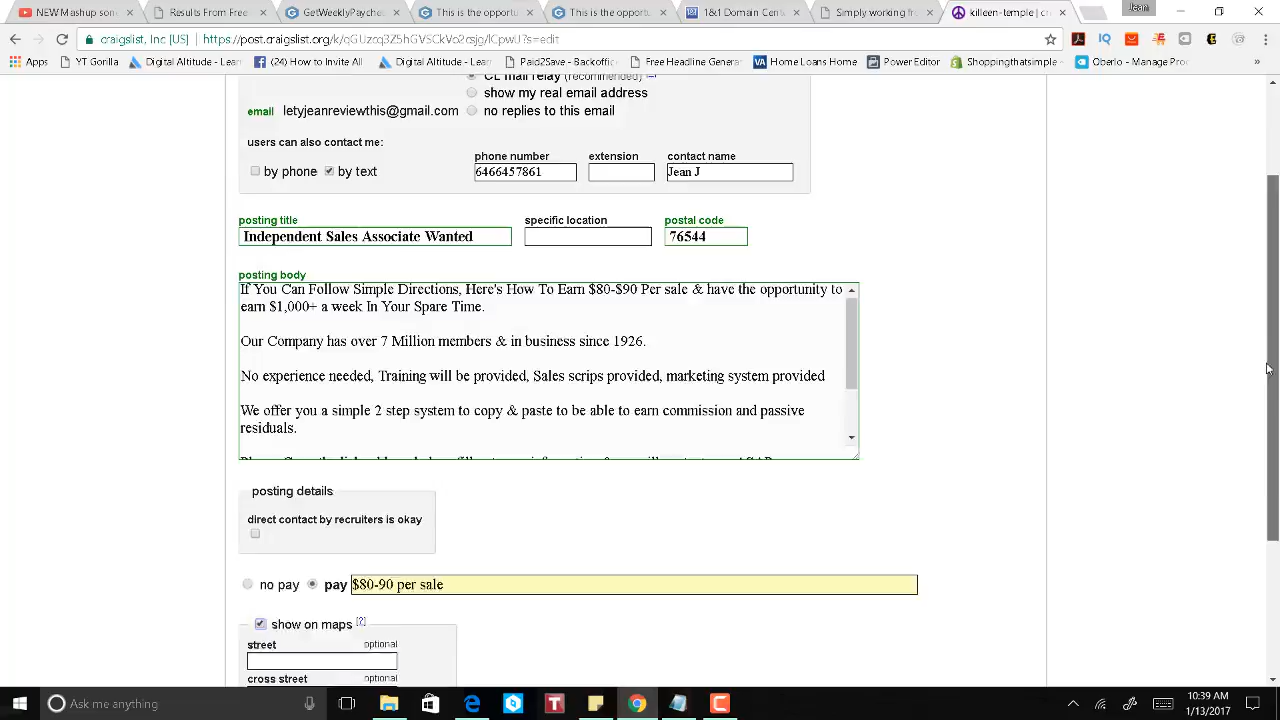 NEW Mashup son
Results From Free
GetWeeklyPayche
This is the opportu
This is the opportu
1&1 Domain Cent
Simply working fr
killeen-temple | c
Jean
craigslist, Inc [US]
https://post.craigslist.org/k/qGUzrq3Z5hGVSCkVo2csjg/lCpwU?s=edit
Apps
YT Gorilla
Digital Altitude - Learn
(24) How to Invite All
Digital Altitude - Learn
Paid2Save - Backoffic
Free Headline Genera
Home Loans Home
Power Editor
Shoppingthatsimple
Oberlo - Manage Proc
CL mail relay (recommended)
show my real email address
email letyjeanreviewthis@gmail.com no replies to this email
users can also contact me:
phone number extension contact name
by phone by text 6466457861 Jean J
posting title specific location postal code
Independent Sales Associate Wanted 76544
posting body
If You Can Follow Simple Directions, Here's How To Earn $80-$90 Per sale & have the opportunity to
earn $1,000+ a week In Your Spare Time.
Our Company has over 7 Million members & in business since 1926.
No experience needed, Training will be provided, Sales scrips provided, marketing system provided
We offer you a simple 2 step system to copy & paste to be able to earn commission and passive
residuals.
posting details
direct contact by recruiters is okay
no pay pay $80-90 per sale
show on maps [?]
street optional
cross street optional
Ask me anything
10:39 AM
1/13/2017